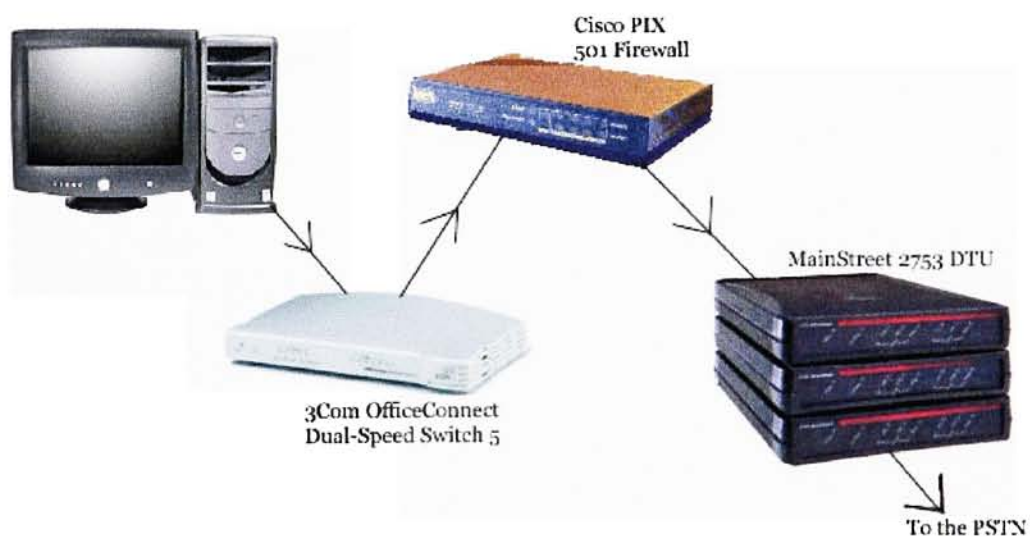 Cisco PIX
501 Firewall
MainStreet 2753 DTU
3Com OfficeConnect
Dual-Speed Switch 5
To the PSTN